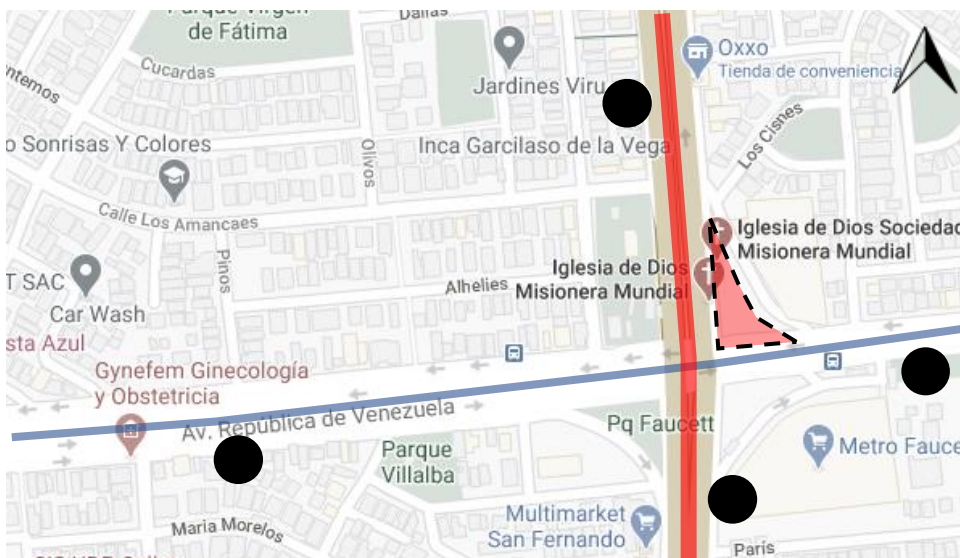 Parque Virgen
de Fátima
Dallas
Oxxo
Tienda de conveniencia
Cucardas
Jardines Viru
Los Cisnes
o Sonrisas Y Colores
Olivos
Inca Garcilaso de la Vega
Calle Los Amancaes
Iglesia de Dios Sociedad
Misionera Mundial
Pinos
Iglesia de Dios
Misionera Mundial
T SAC
Alhelies
Car Wash
sta Azul
Gynefem Ginecología
y Obstetricia
Av. República de Venezuela
Pq Faucett
Parque
Villalba
Metro Fauce
Multimarket
San Fernando
Maria Morelos
París